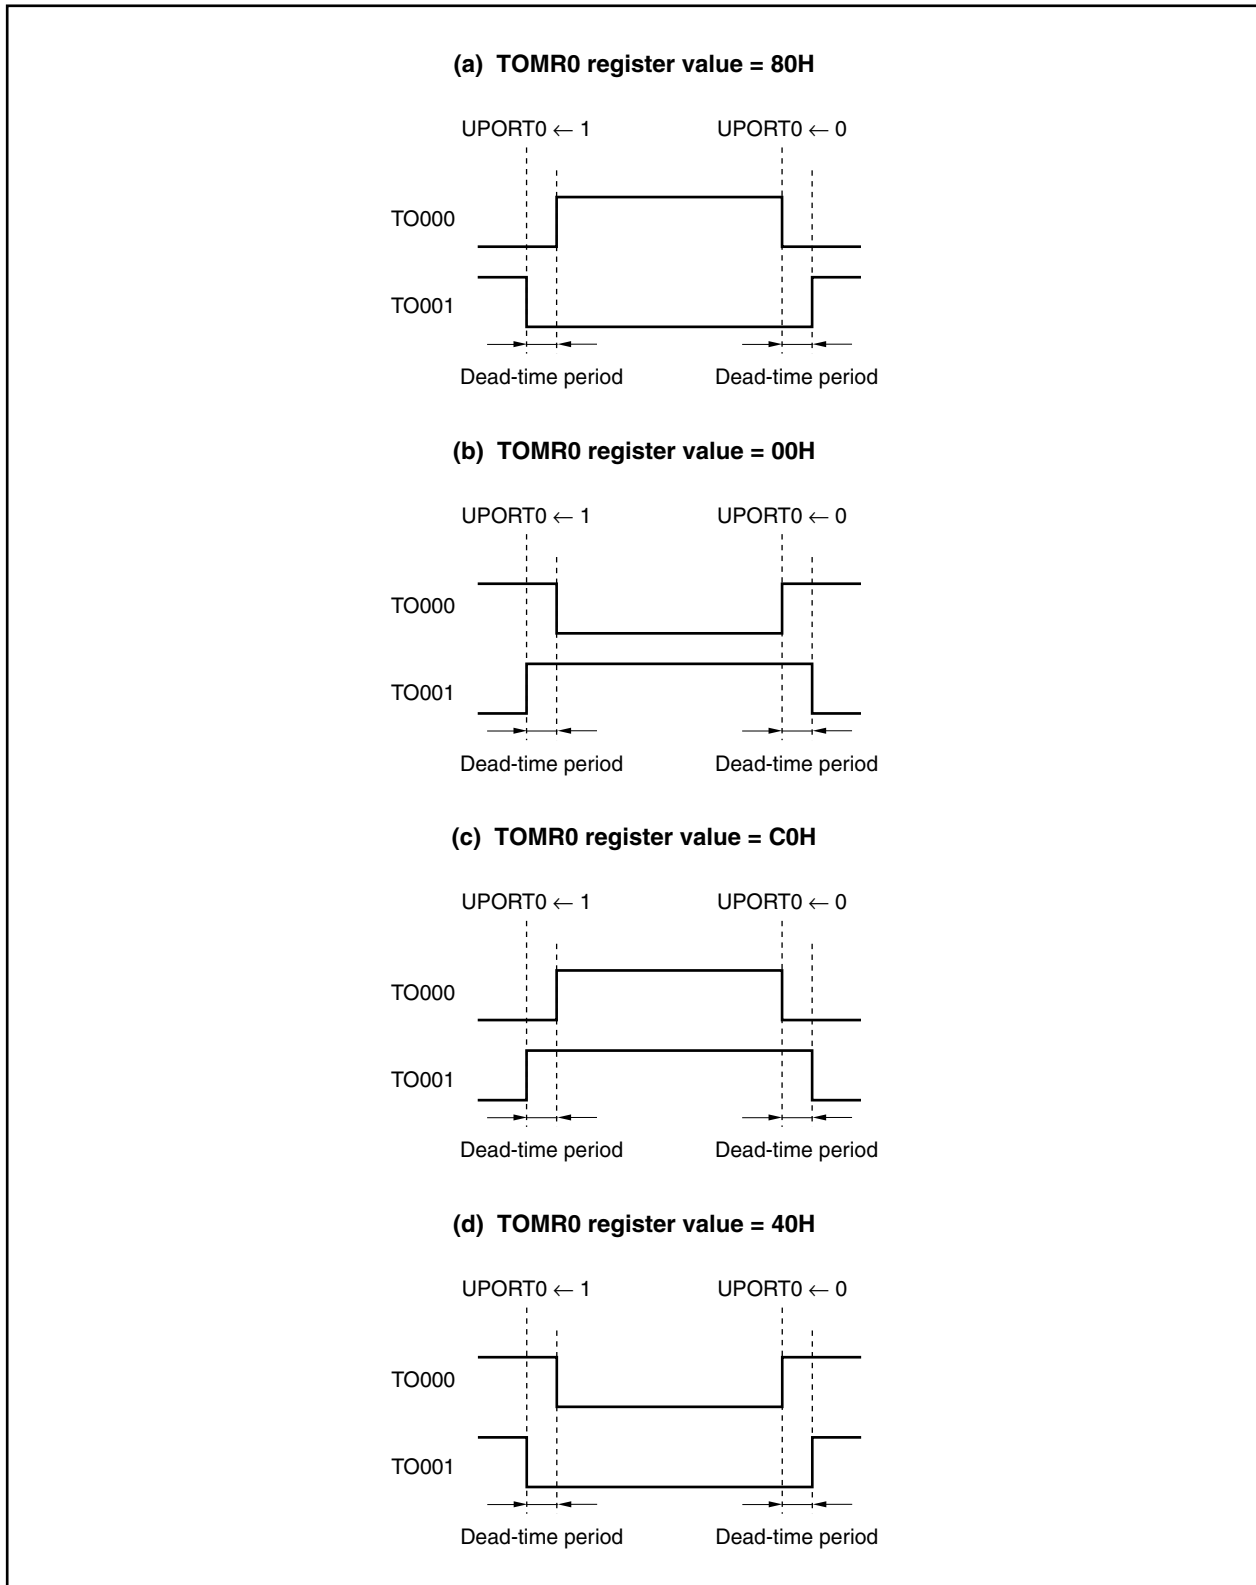 (a) TOMR0 register value = 80H
UPORT0 ← 1 UPORT0 ← 0
TO000
TO001
Dead-time period Dead-time period
(b) TOMR0 register value = 00H
UPORT0 ← 1 UPORT0 ← 0
TO000
TO001
Dead-time period Dead-time period
(c) TOMR0 register value = C0H
UPORT0 ← 1 UPORT0 ← 0
TO000
TO001
Dead-time period Dead-time period
(d) TOMR0 register value = 40H
UPORT0 ← 1 UPORT0 ← 0
TO000
TO001
Dead-time period Dead-time period